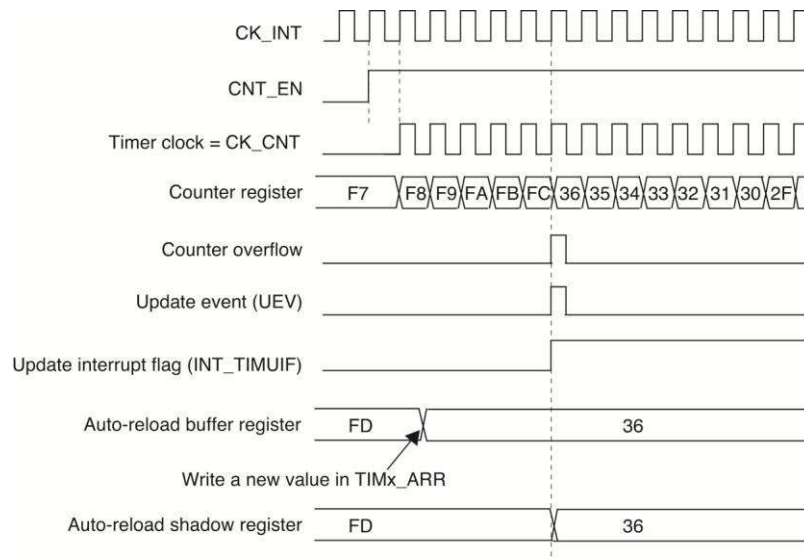 CK_INT
CNT_EN
Timer clock = CK_CNT
Counter register F7 F8 F9 FA FB FC 36 35 34 33 32 31 30 2F
Counter overflow
Update event (UEV)
Update interrupt flag (INT_TIMUIF)
Auto-reload buffer register FD 36
Write a new value in TIMx_ARR
Auto-reload shadow register FD 36